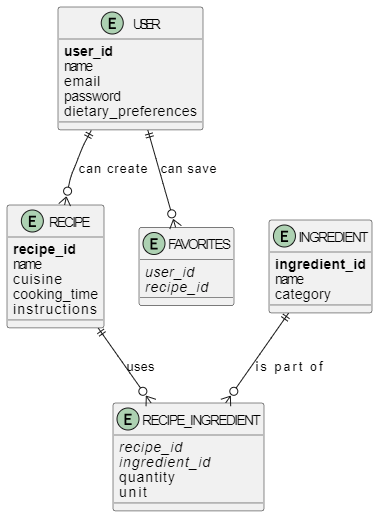 E USER
user_id
name
email
password
dietary_preferences
can create
can save
E RECIPE
recipe_id
name
cuisine
cooking_time
instructions
E FAVORITES
user_id
recipe_id
E INGREDIENT
ingredient_id
name
category
uses
is part of
E RECIPE_INGREDIENT
recipe_id
ingredient_id
quantity
unit